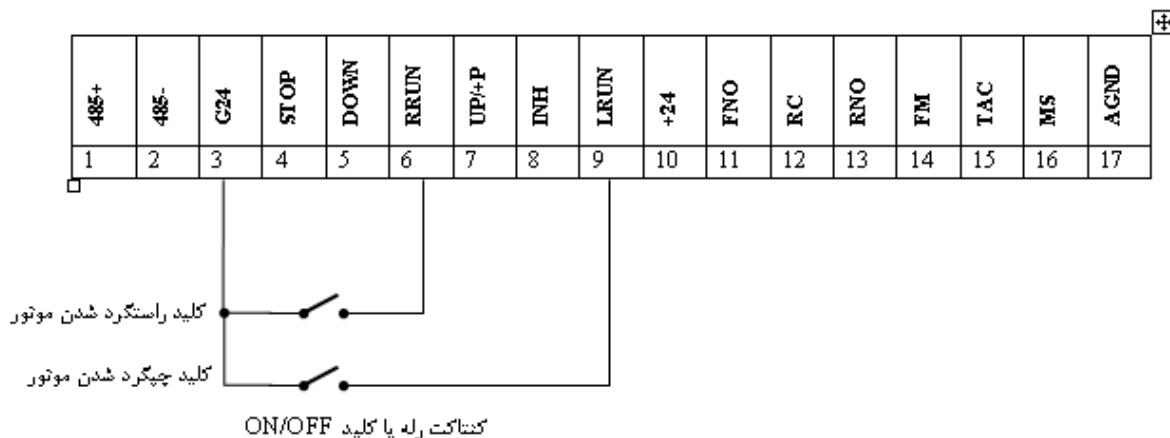 485+ 485- G24 STOP DOWN RRUN UP/+P INH LRUN +24 FNO RC RNO FM TAC MS AGND
1 2 3 4 5 6 7 8 9 10 11 12 13 14 15 16 17
کلید راستگرد شدن موتور
کلید چپگرد شدن موتور
کنتاکت رله یا کلید ON/OFF